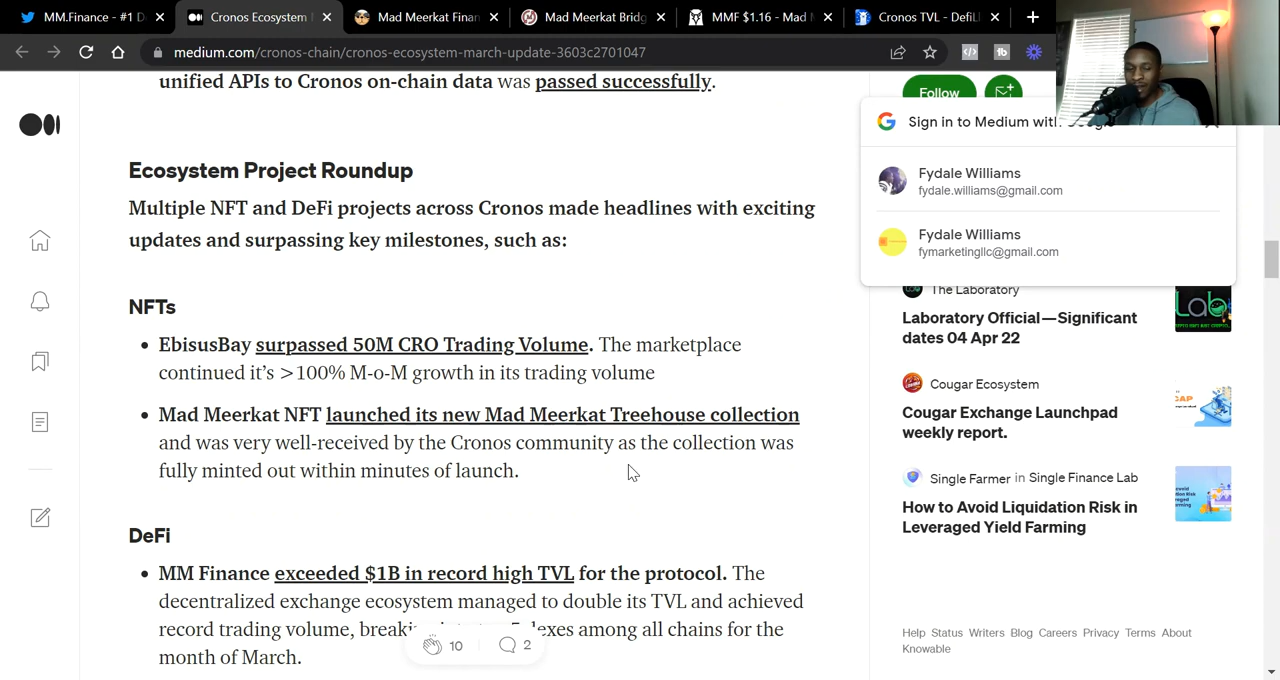 MM.Finance - #1 D
Cronos Ecosystem
Mad Meerkat Finan
Mad Meerkat Bridg
MMF $1.16 - Mad
Cronos TVL - DefiLl
medium.com/cronos-chain/cronos-ecosystem-march-update-3603c2701047
unified APIs to Cronos on-chain data was passed successfully.
Ecosystem Project Roundup
Multiple NFT and DeFi projects across Cronos made headlines with exciting
updates and surpassing key milestones, such as:
NFTs
• EbisusBay surpassed 50M CRO Trading Volume. The marketplace
continued it's >100% M-o-M growth in its trading volume
• Mad Meerkat NFT launched its new Mad Meerkat Treehouse collection
and was very well-received by the Cronos community as the collection was
fully minted out within minutes of launch.
DeFi
• MM Finance exceeded $1B in record high TVL for the protocol. The
decentralized exchange ecosystem managed to double its TVL and achieved
record trading volume, dexes among all chains for the
month of March.
10
2
Follow
Sign in to Medium with Google
Fydale Williams
fydale.williams@gmail.com
Fydale Williams
fymarketingllc@gmail.com
The Laboratory
Laboratory Official—Significant
dates 04 Apr 22
Lab
Cougar Ecosystem
Cougar Exchange Launchpad
weekly report.
Single Farmer in Single Finance Lab
How to Avoid Liquidation Risk in
Leveraged Yield Farming
Help Status Writers Blog Careers Privacy Terms About
Knowable